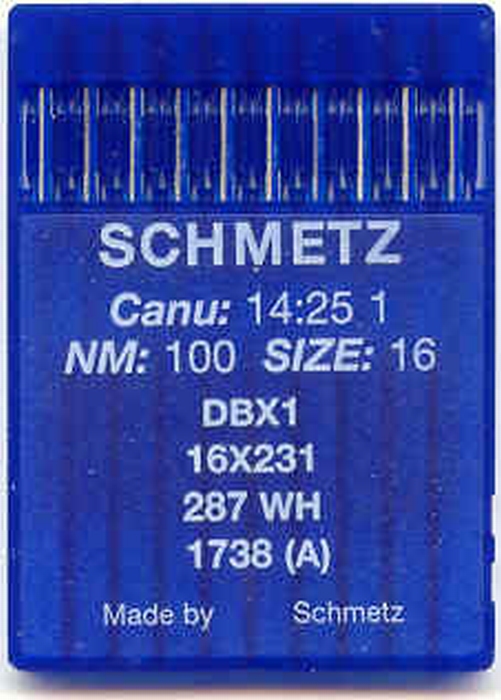 SCHMETZ
Canu: 14:25 1
NM: 100 SIZE: 16
DBX1
16X231
287 WH
1738 (A)
Made by Schmetz